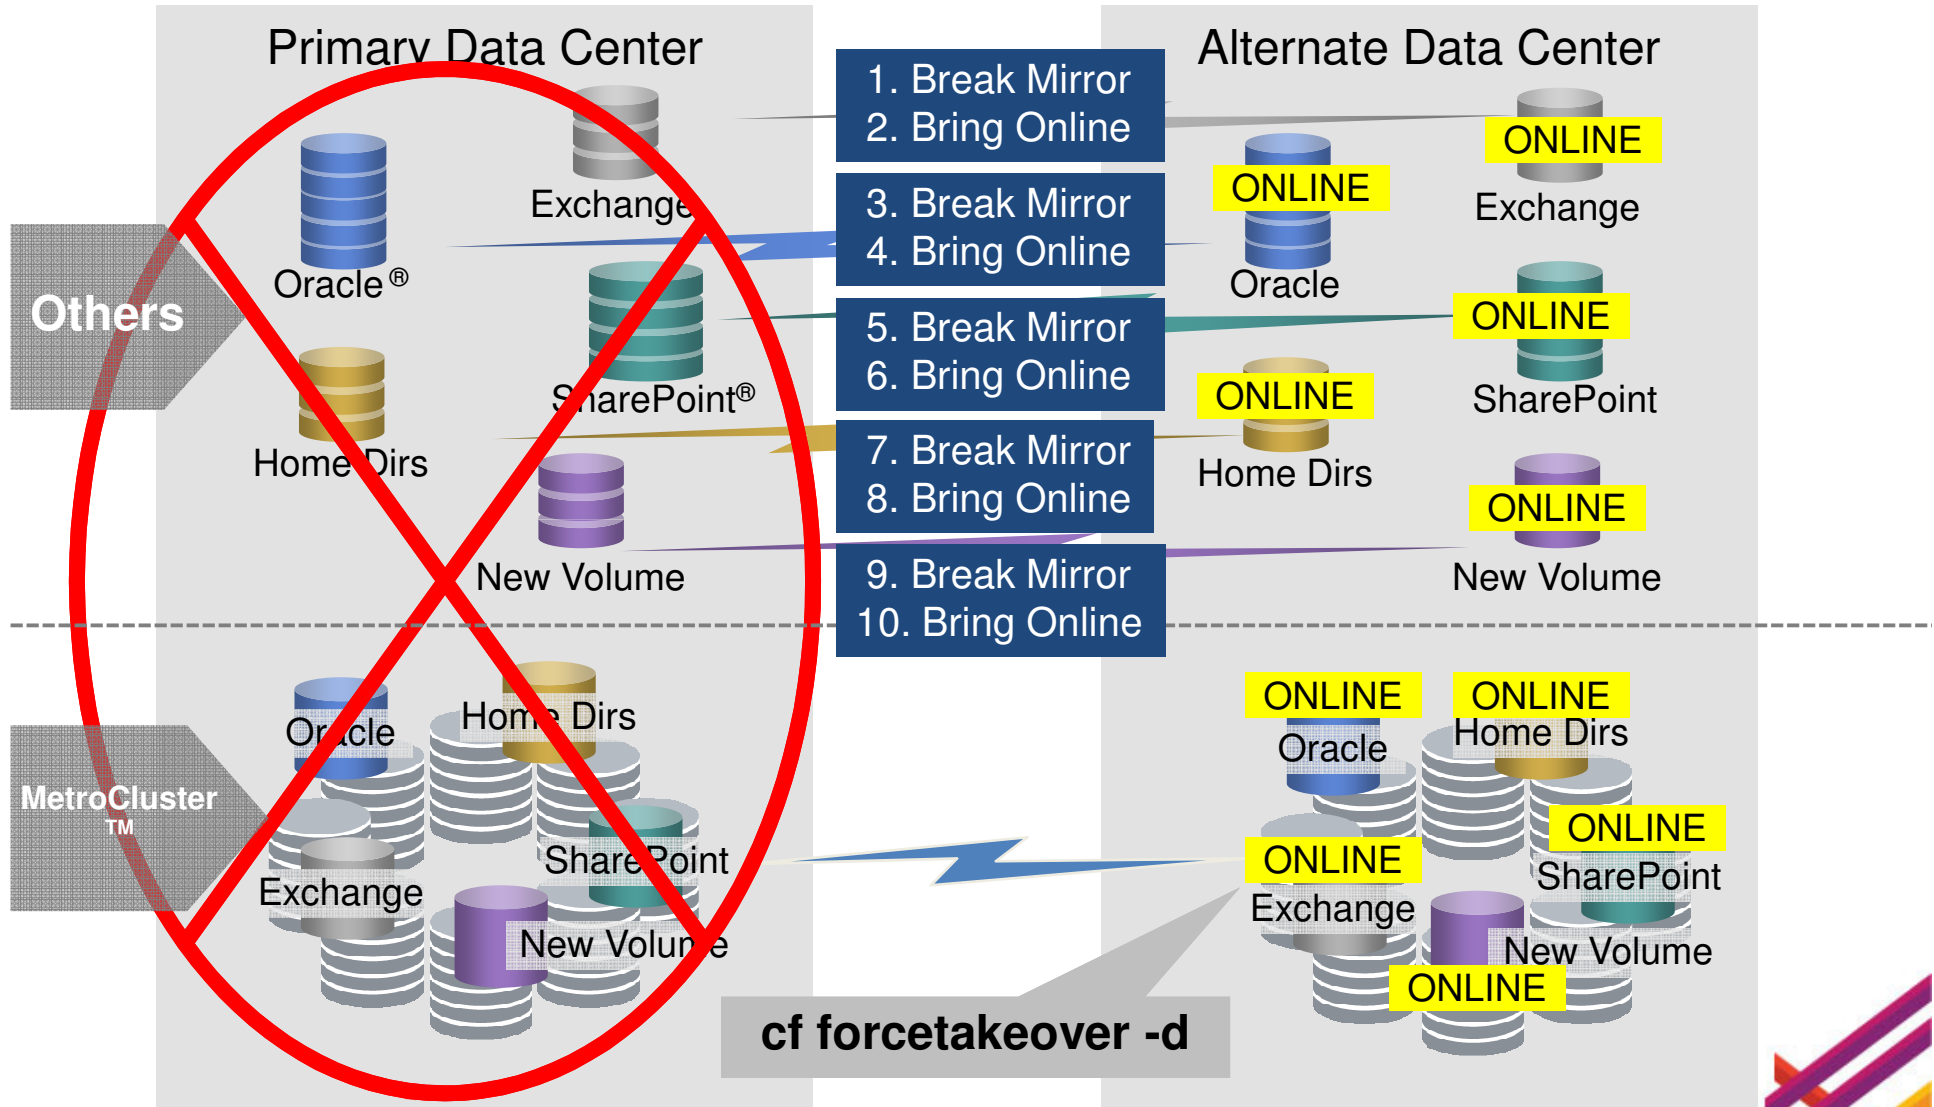 Primary Data Center
Alternate Data Center
1. Break Mirror
2. Bring Online
ONLINE
Exchange
Exchange
3. Break Mirror
4. Bring Online
ONLINE
Oracle ®
Oracle
Others
5. Break Mirror
6. Bring Online
ONLINE
SharePoint®
SharePoint
ONLINE
Home Dirs
Home Dirs
7. Break Mirror
8. Bring Online
ONLINE
New Volume
New Volume
9. Break Mirror
10. Bring Online
MetroCluster
TM
Oracle
Home Dirs
SharePoint
Exchange
New Volume
ONLINE
ONLINE
Oracle
Home Dirs
ONLINE
ONLINE
SharePoint
Exchange
New Volume
ONLINE
cf forcetakeover -d